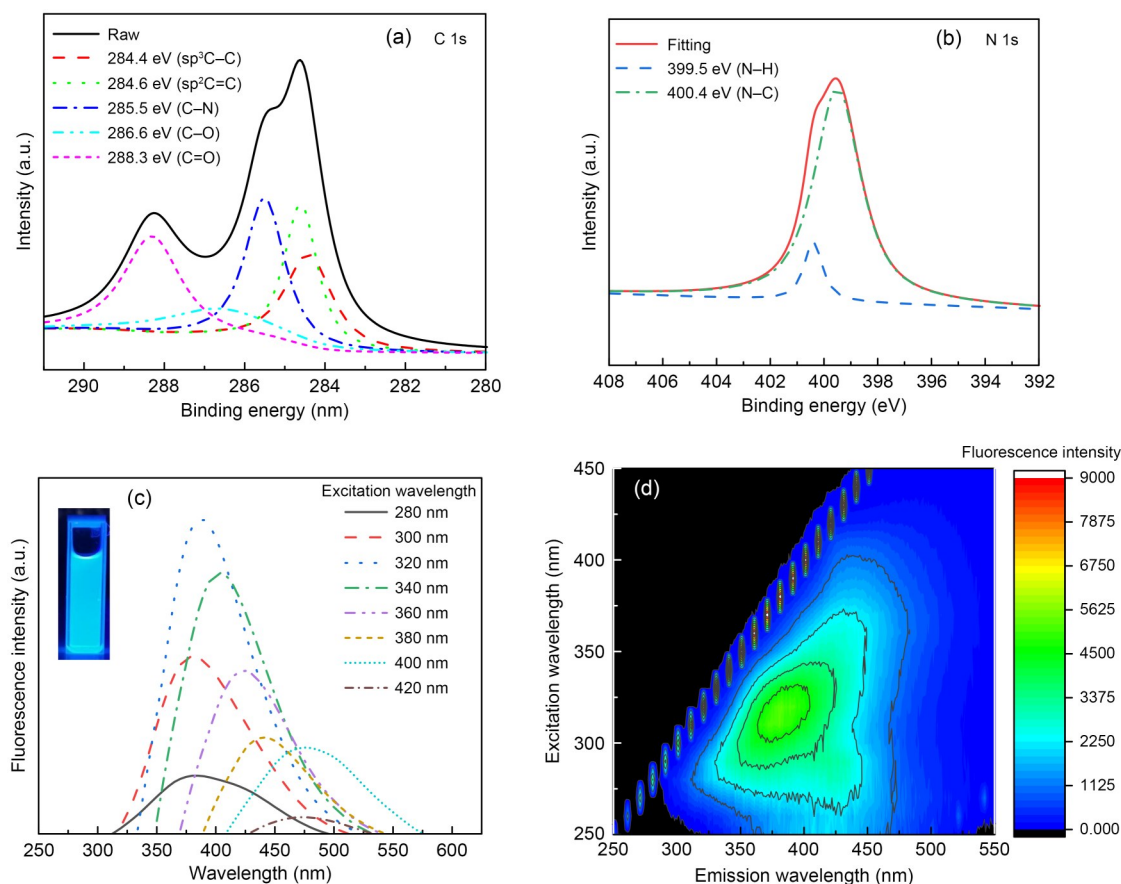 (a) C 1s
Raw
284.4 eV (sp³C–C)
284.6 eV (sp²C=C)
285.5 eV (C–N)
286.6 eV (C–O)
288.3 eV (C=O)
Intensity (a.u.)
290 288 286 284 282 280
Binding energy (nm)
(b) N 1s
Fitting
399.5 eV (N–H)
400.4 eV (N–C)
Intensity (a.u.)
408 406 404 402 400 398 396 394 392
Binding energy (eV)
(c)
Excitation wavelength
280 nm
300 nm
320 nm
340 nm
360 nm
380 nm
400 nm
420 nm
Fluorescence intensity (a.u.)
250 300 350 400 450 500 550 600
Wavelength (nm)
(d)
Fluorescence intensity
9000
7875
6750
5625
4500
3375
2250
1125
0.000
Excitation wavelength (nm)
450
400
350
300
250
250 300 350 400 450 500 550
Emission wavelength (nm)